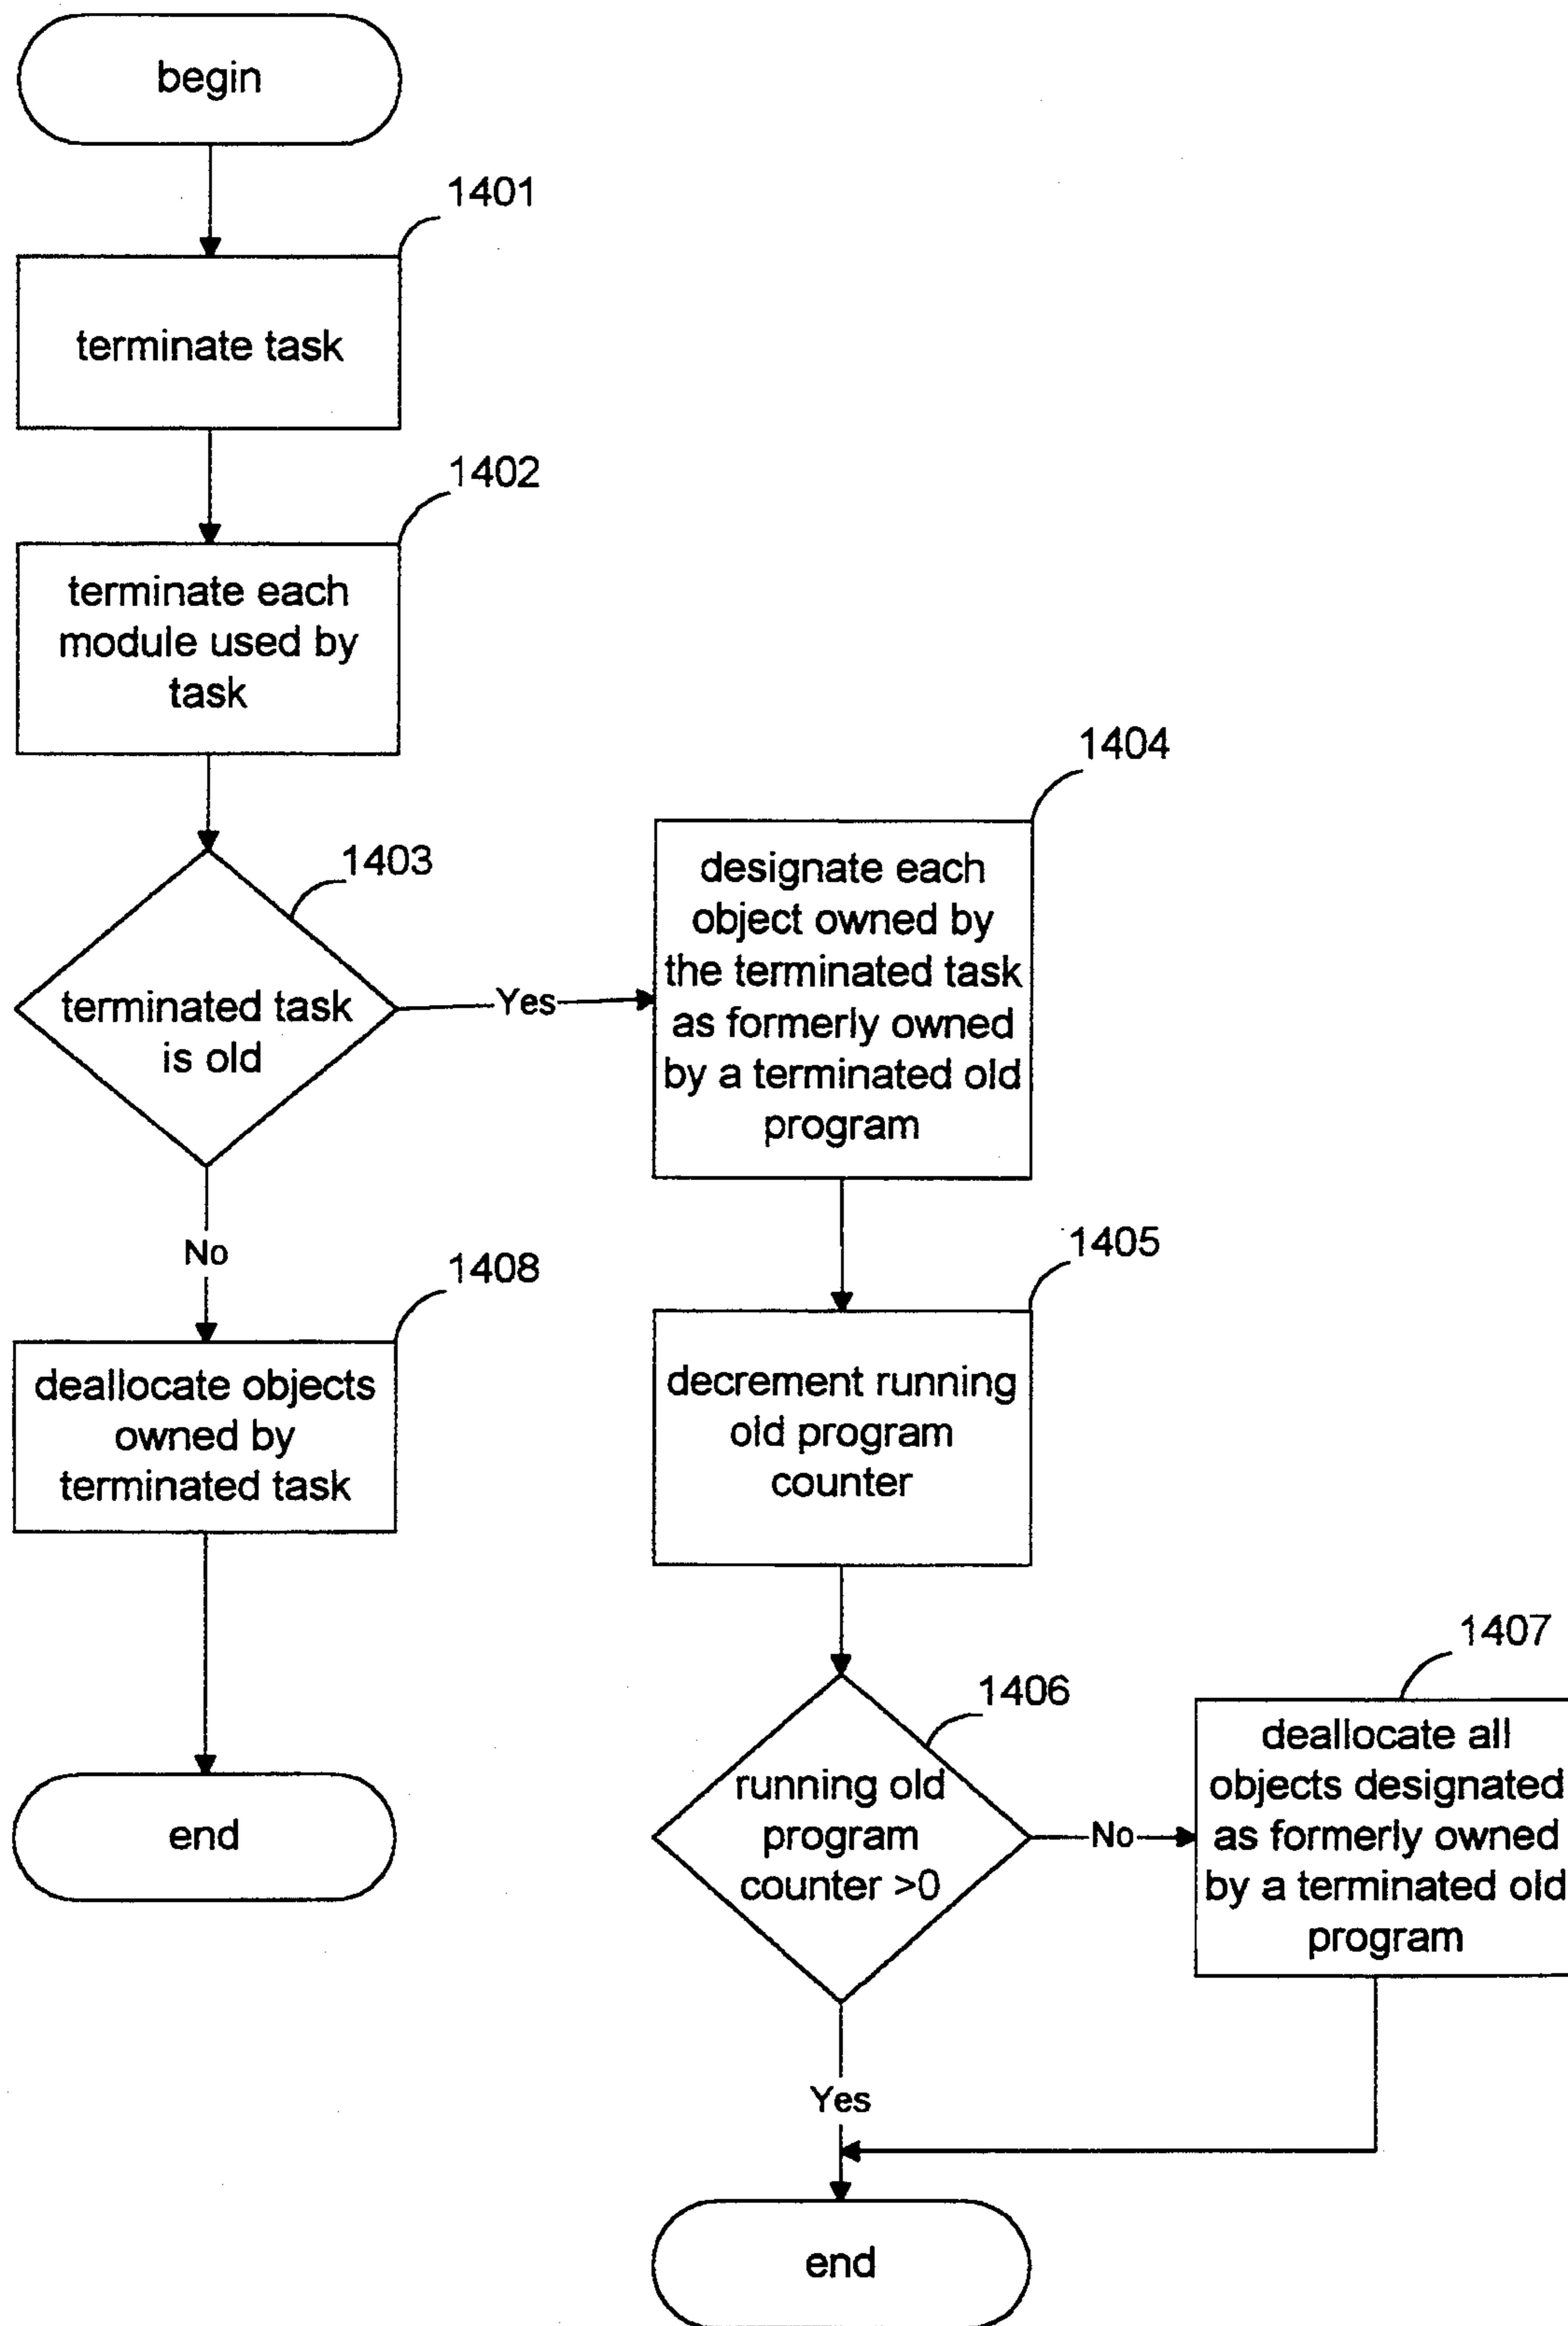 begin
1401
terminate task
1402
terminate each
module used by
task
1403
terminated task
is old
Yes
No
1404
designate each
object owned by
the terminated task
as formerly owned
by a terminated old
program
1405
decrement running
old program
counter
1408
deallocate objects
owned by
terminated task
end
1406
running old
program
counter >0
No
Yes
1407
deallocate all
objects designated
as formerly owned
by a terminated old
program
end